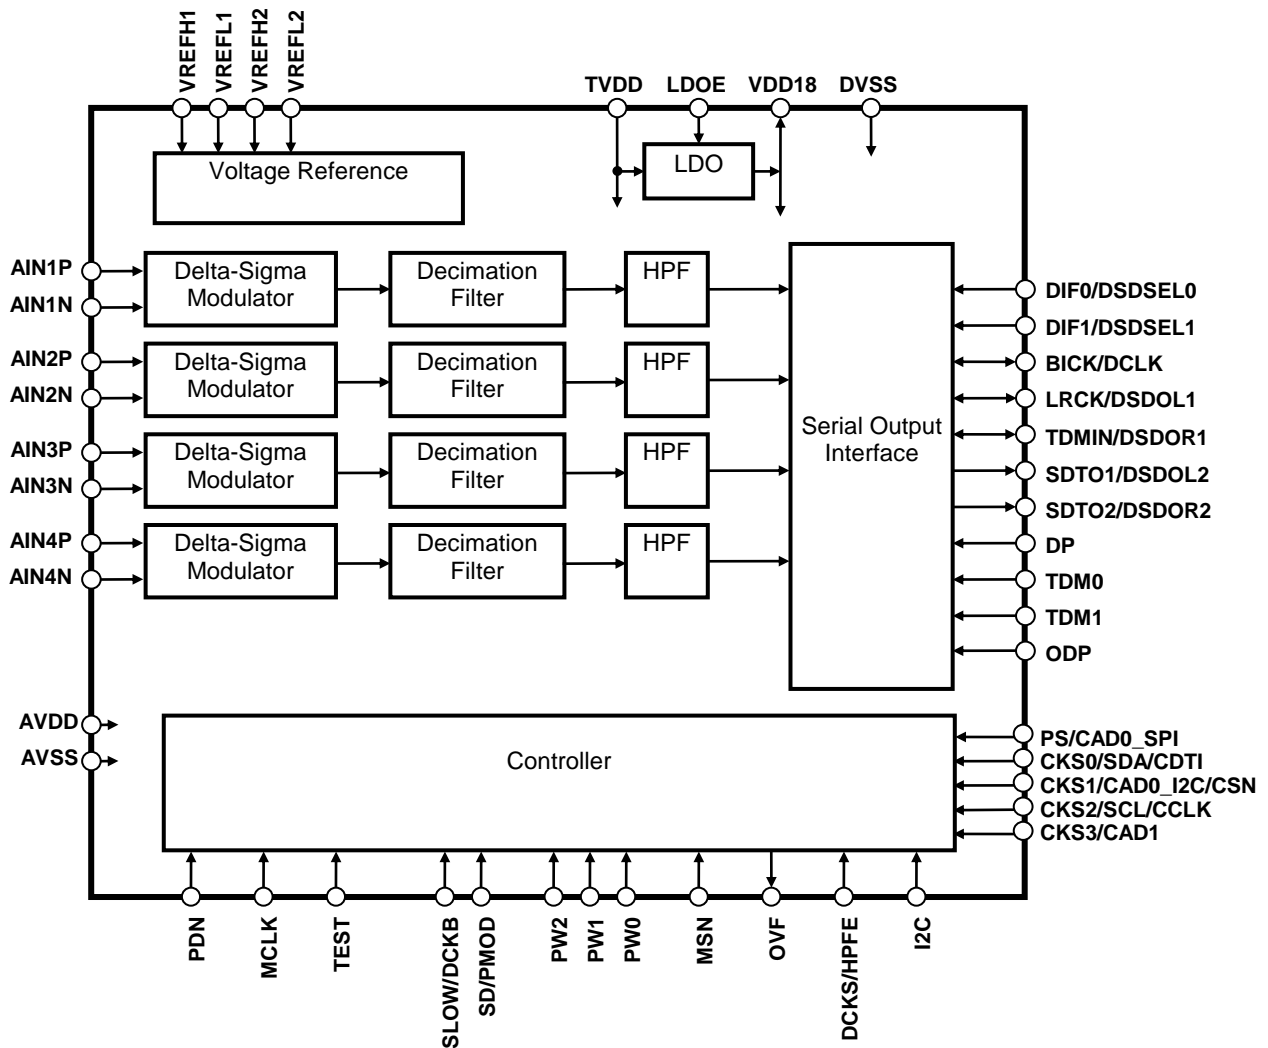 VREFH1
VREFL1
VREFH2
VREFL2
TVDD
LDOE
VDD18
DVSS
Voltage Reference
LDO
AIN1P
AIN1N
Delta-Sigma
Modulator
Decimation
Filter
HPF
AIN2P
AIN2N
Delta-Sigma
Modulator
Decimation
Filter
HPF
AIN3P
AIN3N
Delta-Sigma
Modulator
Decimation
Filter
HPF
AIN4P
AIN4N
Delta-Sigma
Modulator
Decimation
Filter
HPF
Serial Output
Interface
DIF0/DSDSEL0
DIF1/DSDSEL1
BICK/DCLK
LRCK/DSDOL1
TDMIN/DSDOR1
SDTO1/DSDOL2
SDTO2/DSDOR2
DP
TDM0
TDM1
ODP
AVDD
AVSS
Controller
PS/CAD0_SPI
CKS0/SDA/CDTI
CKS1/CAD0_I2C/CSN
CKS2/SCL/CCLK
CKS3/CAD1
PDN
MCLK
TEST
SLOW/DCKB
SD/PMOD
PW2
PW1
PW0
MSN
OVF
DCKS/HPFE
I2C